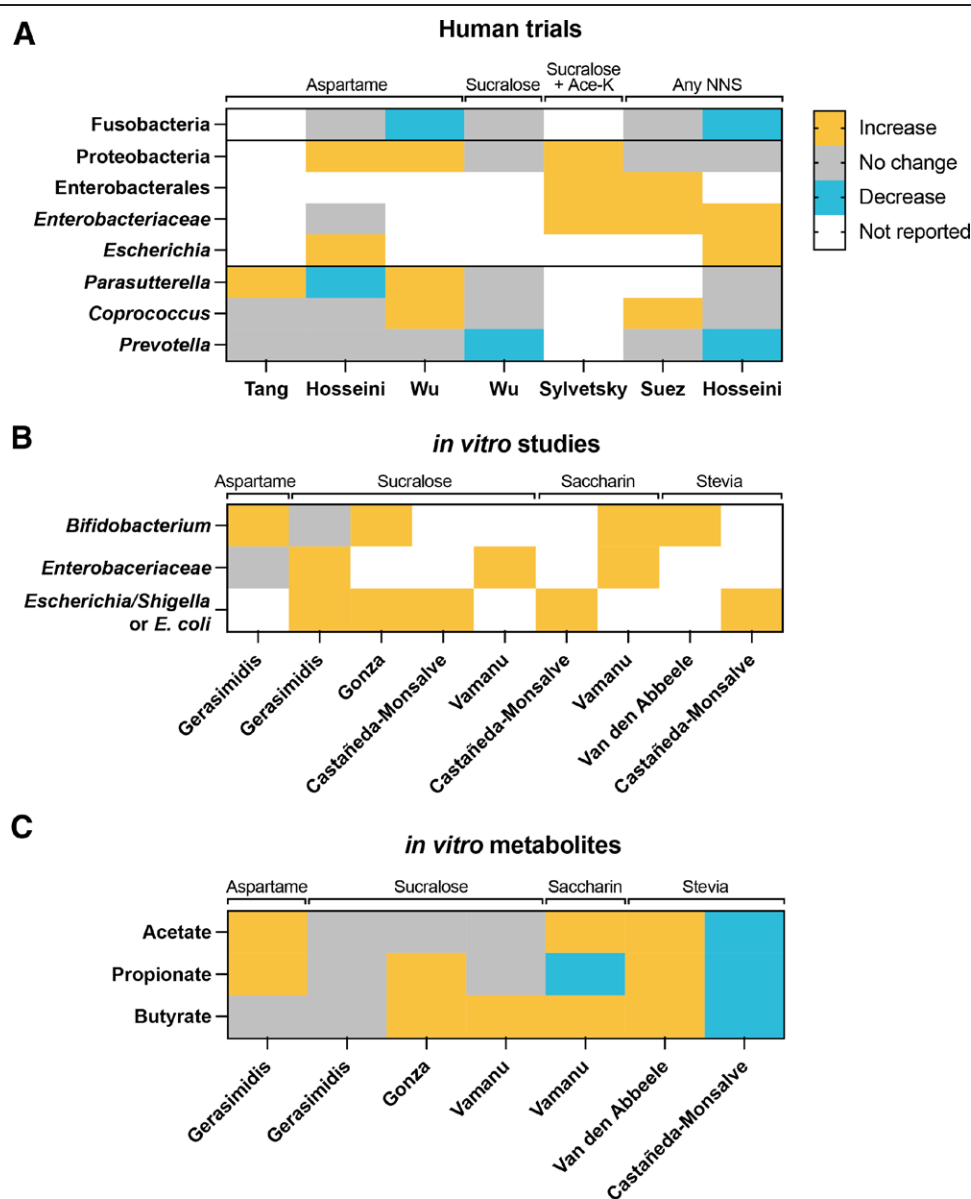 A
Human trials
Aspartame
Sucralose
Sucralose
+ Ace-K
Any NNS
Fusobacteria
Proteobacteria
Enterobacterales
Enterobacteriaceae
Escherichia
Parasutterella
Coprococcus
Prevotella
Increase
No change
Decrease
Not reported
Tang Hosseini Wu Wu Sylvetsky Suez Hosseini
B
in vitro studies
Aspartame Sucralose Saccharin Stevia
Bifidobacterium
Enterobaceriaceae
Escherichia/Shigella
or E. coli
Gerasimidis
Gerasimidis
Gonza
Castañeda-Monsalve
Vamanu
Castañeda-Monsalve
Vamanu
Van den Abbeele
Castañeda-Monsalve
C
in vitro metabolites
Aspartame Sucralose Saccharin Stevia
Acetate
Propionate
Butyrate
Gerasimidis
Gerasimidis
Gonza
Vamanu
Vamanu
Van den Abbeele
Castañeda-Monsalve